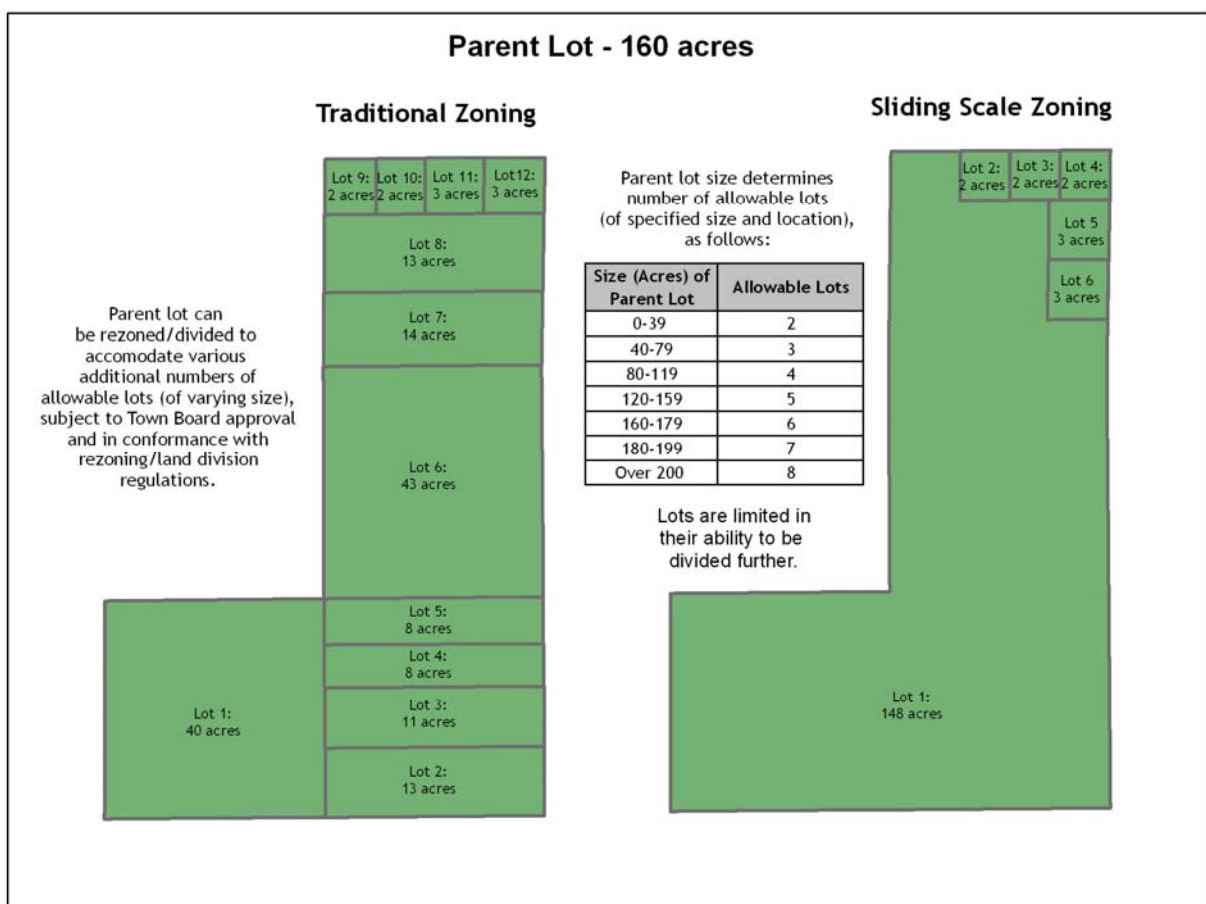 Parent Lot - 160 acres
Traditional Zoning
Parent lot can
be rezoned/divided to
accomodate various
additional numbers of
allowable lots (of varying size),
subject to Town Board approval
and in conformance with
rezoning/land division
regulations.
Lot 9:
2 acres
Lot 10:
2 acres
Lot 11:
3 acres
Lot12:
3 acres
Lot 8:
13 acres
Lot 7:
14 acres
Lot 6:
43 acres
Lot 5:
8 acres
Lot 4:
8 acres
Lot 3:
11 acres
Lot 2:
13 acres
Lot 1:
40 acres
Parent lot size determines
number of allowable lots
(of specified size and location),
as follows:
Size (Acres) of
Parent Lot
Allowable Lots
0-39 2
40-79 3
80-119 4
120-159 5
160-179 6
180-199 7
Over 200 8
Lots are limited in
their ability to be
divided further.
Sliding Scale Zoning
Lot 2:
2 acres
Lot 3:
2 acres
Lot 4:
2 acres
Lot 5
3 acres
Lot 6
3 acres
Lot 1:
148 acres